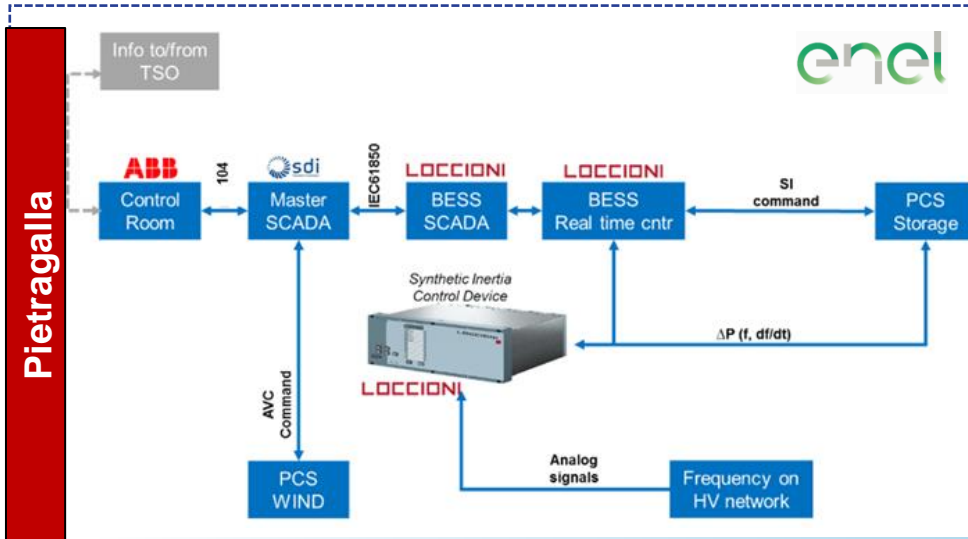 Pietragalla
Info to/from
TSO
enel
ABB
104
sdi
IEC61850
LOCCIONI
LOCCIONI
SI
command
Control
Room
Master
SCADA
BESS
SCADA
BESS
Real time cntr
PCS
Storage
Synthetic Inertia
Control Device
LOCCIONI
ΔP (f, df/dt)
AVC
Command
LOCCIONI
Analog
signals
PCS
WIND
Frequency on
HV network